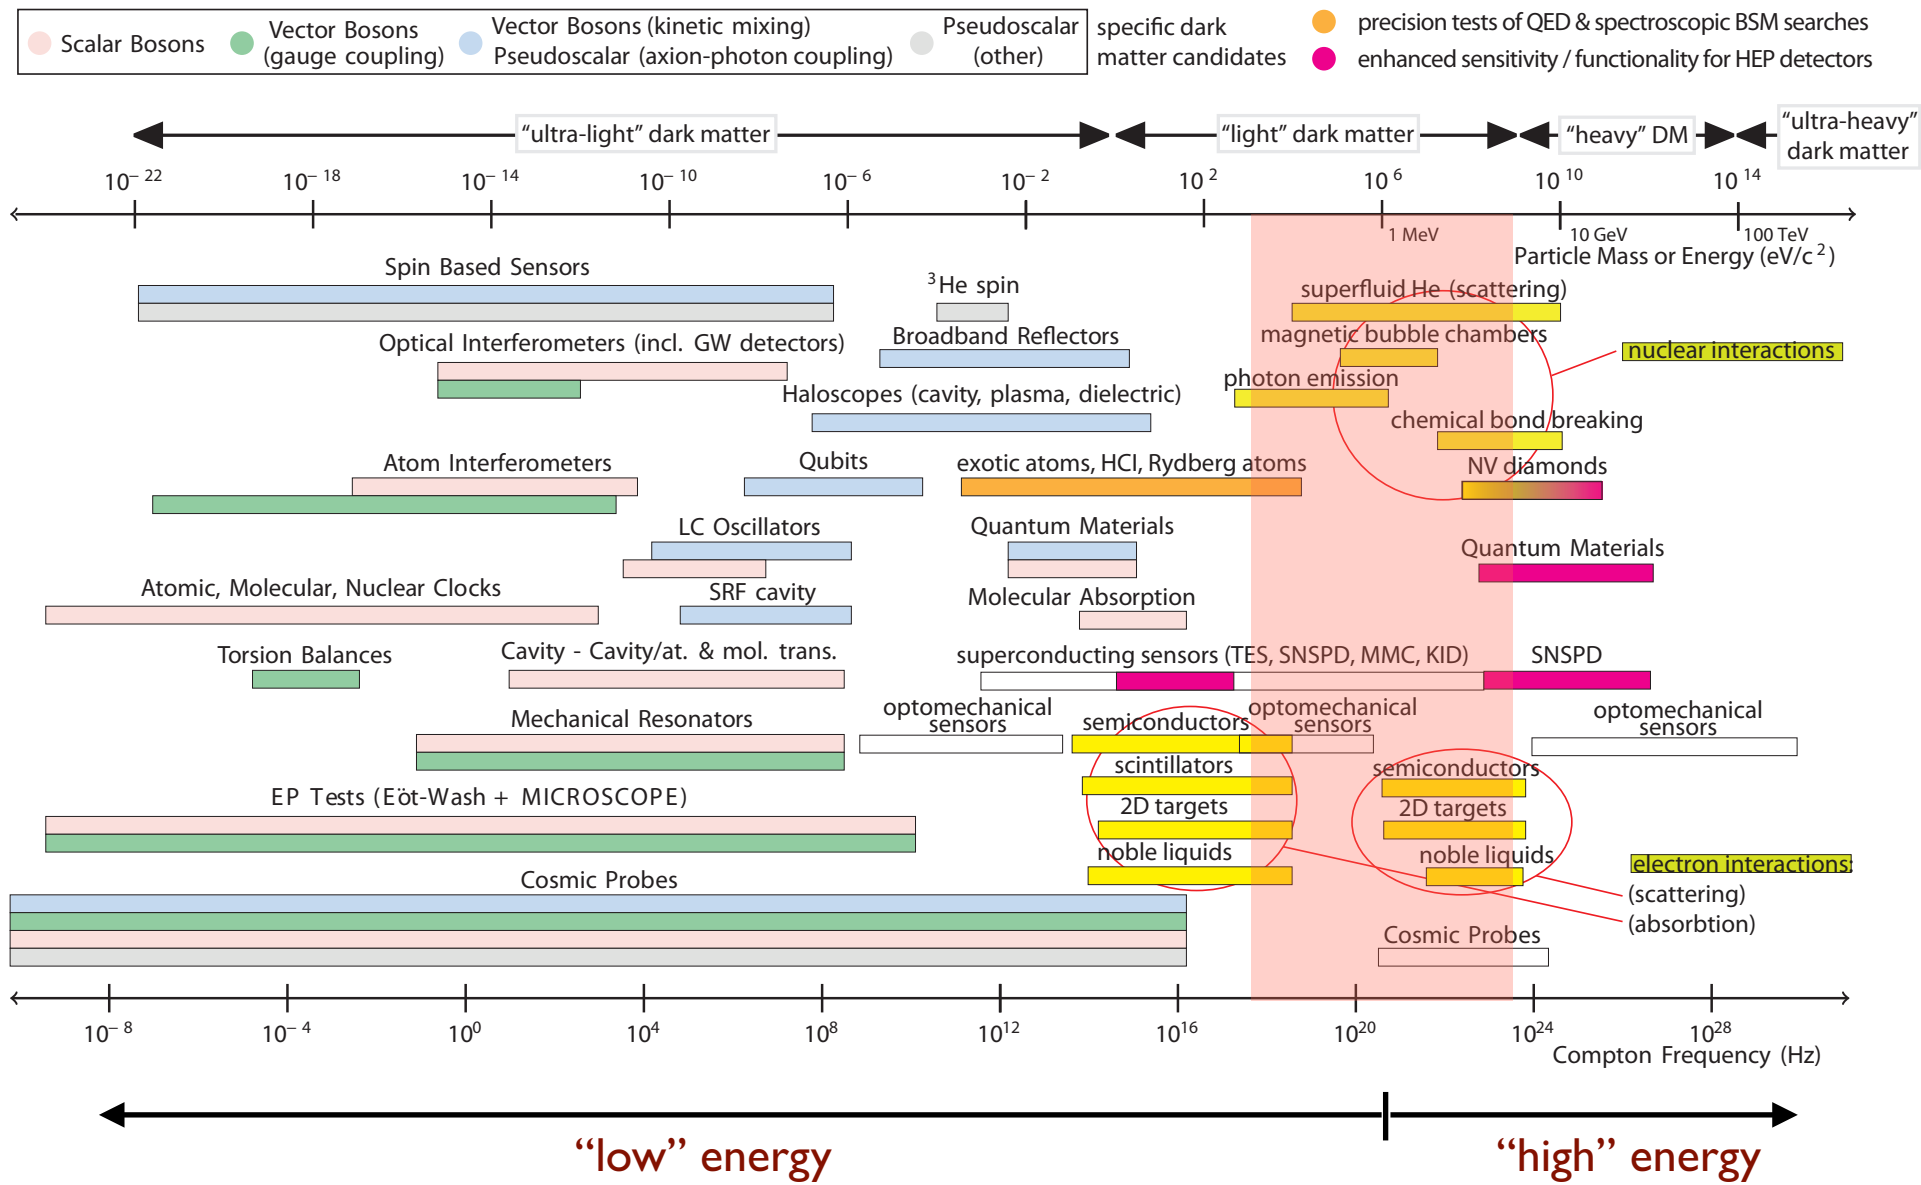 Scalar Bosons
Vector Bosons
(gauge coupling)
Vector Bosons (kinetic mixing)
Pseudoscalar (axion-photon coupling)
Pseudoscalar
(other)
specific dark
matter candidates
precision tests of QED & spectroscopic BSM searches
enhanced sensitivity / functionality for HEP detectors
“ultra-light” dark matter
“light” dark matter
“heavy” DM
“ultra-heavy”
dark matter
10⁻²² 10⁻¹⁸ 10⁻¹⁴ 10⁻¹⁰ 10⁻⁶ 10⁻² 10² 10⁶ 10¹⁰ 10¹⁴
1 MeV 10 GeV 100 TeV
Particle Mass or Energy (eV/c²)
Spin Based Sensors
³He spin
superfluid He (scattering)
Optical Interferometers (incl. GW detectors)
Broadband Reflectors
magnetic bubble chambers
nuclear interactions
photon emission
Haloscopes (cavity, plasma, dielectric)
chemical bond breaking
Atom Interferometers
Qubits
exotic atoms, HCI, Rydberg atoms
NV diamonds
LC Oscillators
Quantum Materials
Quantum Materials
Atomic, Molecular, Nuclear Clocks
SRF cavity
Molecular Absorption
Torsion Balances
Cavity - Cavity/at. & mol. trans.
superconducting sensors (TES, SNSPD, MMC, KID)
SNSPD
Mechanical Resonators
optomechanical
sensors
semiconductors
optomechanical
sensors
optomechanical
sensors
scintillators
semiconductors
EP Tests (Eöt-Wash + MICROSCOPE)
2D targets
2D targets
noble liquids
noble liquids
electron interactions:
(scattering)
(absorbtion)
Cosmic Probes
Cosmic Probes
10⁻⁸ 10⁻⁴ 10⁰ 10⁴ 10⁸ 10¹² 10¹⁶ 10²⁰ 10²⁴ 10²⁸
Compton Frequency (Hz)
“low” energy
“high” energy